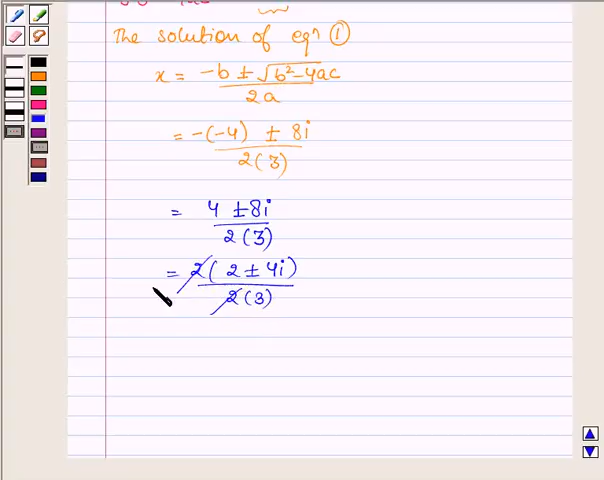 The solution of eqn ①
x = -b ± √b² - 4ac / 2a
= -(-4) ± 8i / 2(3)
= 4 ± 8i / 2(3)
= 2(2 ± 4i) / 2(3)